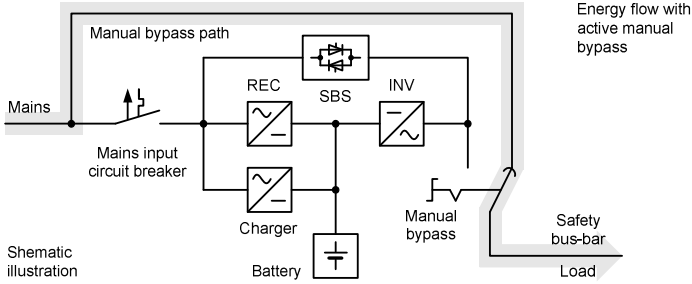 Energy flow with
active manual
bypass
Manual bypass path
Mains
REC
SBS
INV
Mains input
circuit breaker
Charger
Manual
bypass
Safety
bus-bar
Load
Shematic
illustration
Battery